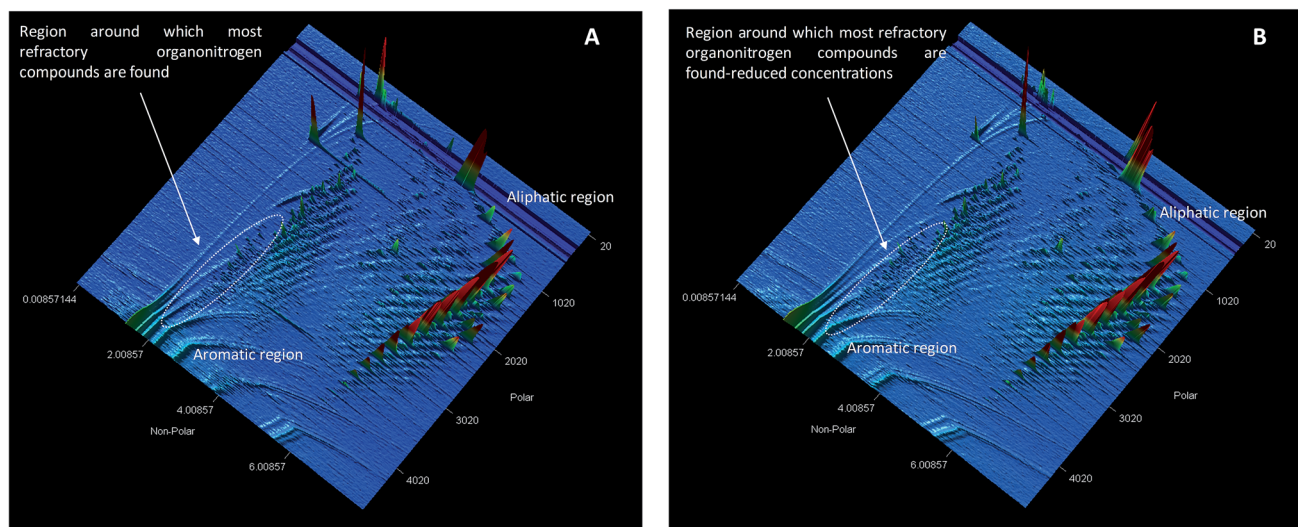 Region around which most
refractory organonitrogen
compounds are found
A
Aliphatic region
20
1020
2020
Polar
3020
4020
0.00857144
2.00857
Aromatic region
4.00857
Non-Polar
6.00857
Region around which most refractory
organonitrogen compounds are
found-reduced concentrations
B
Aliphatic region
20
1020
2020
Polar
3020
4020
0.00857144
2.00857
Aromatic region
4.00857
Non-Polar
6.00857